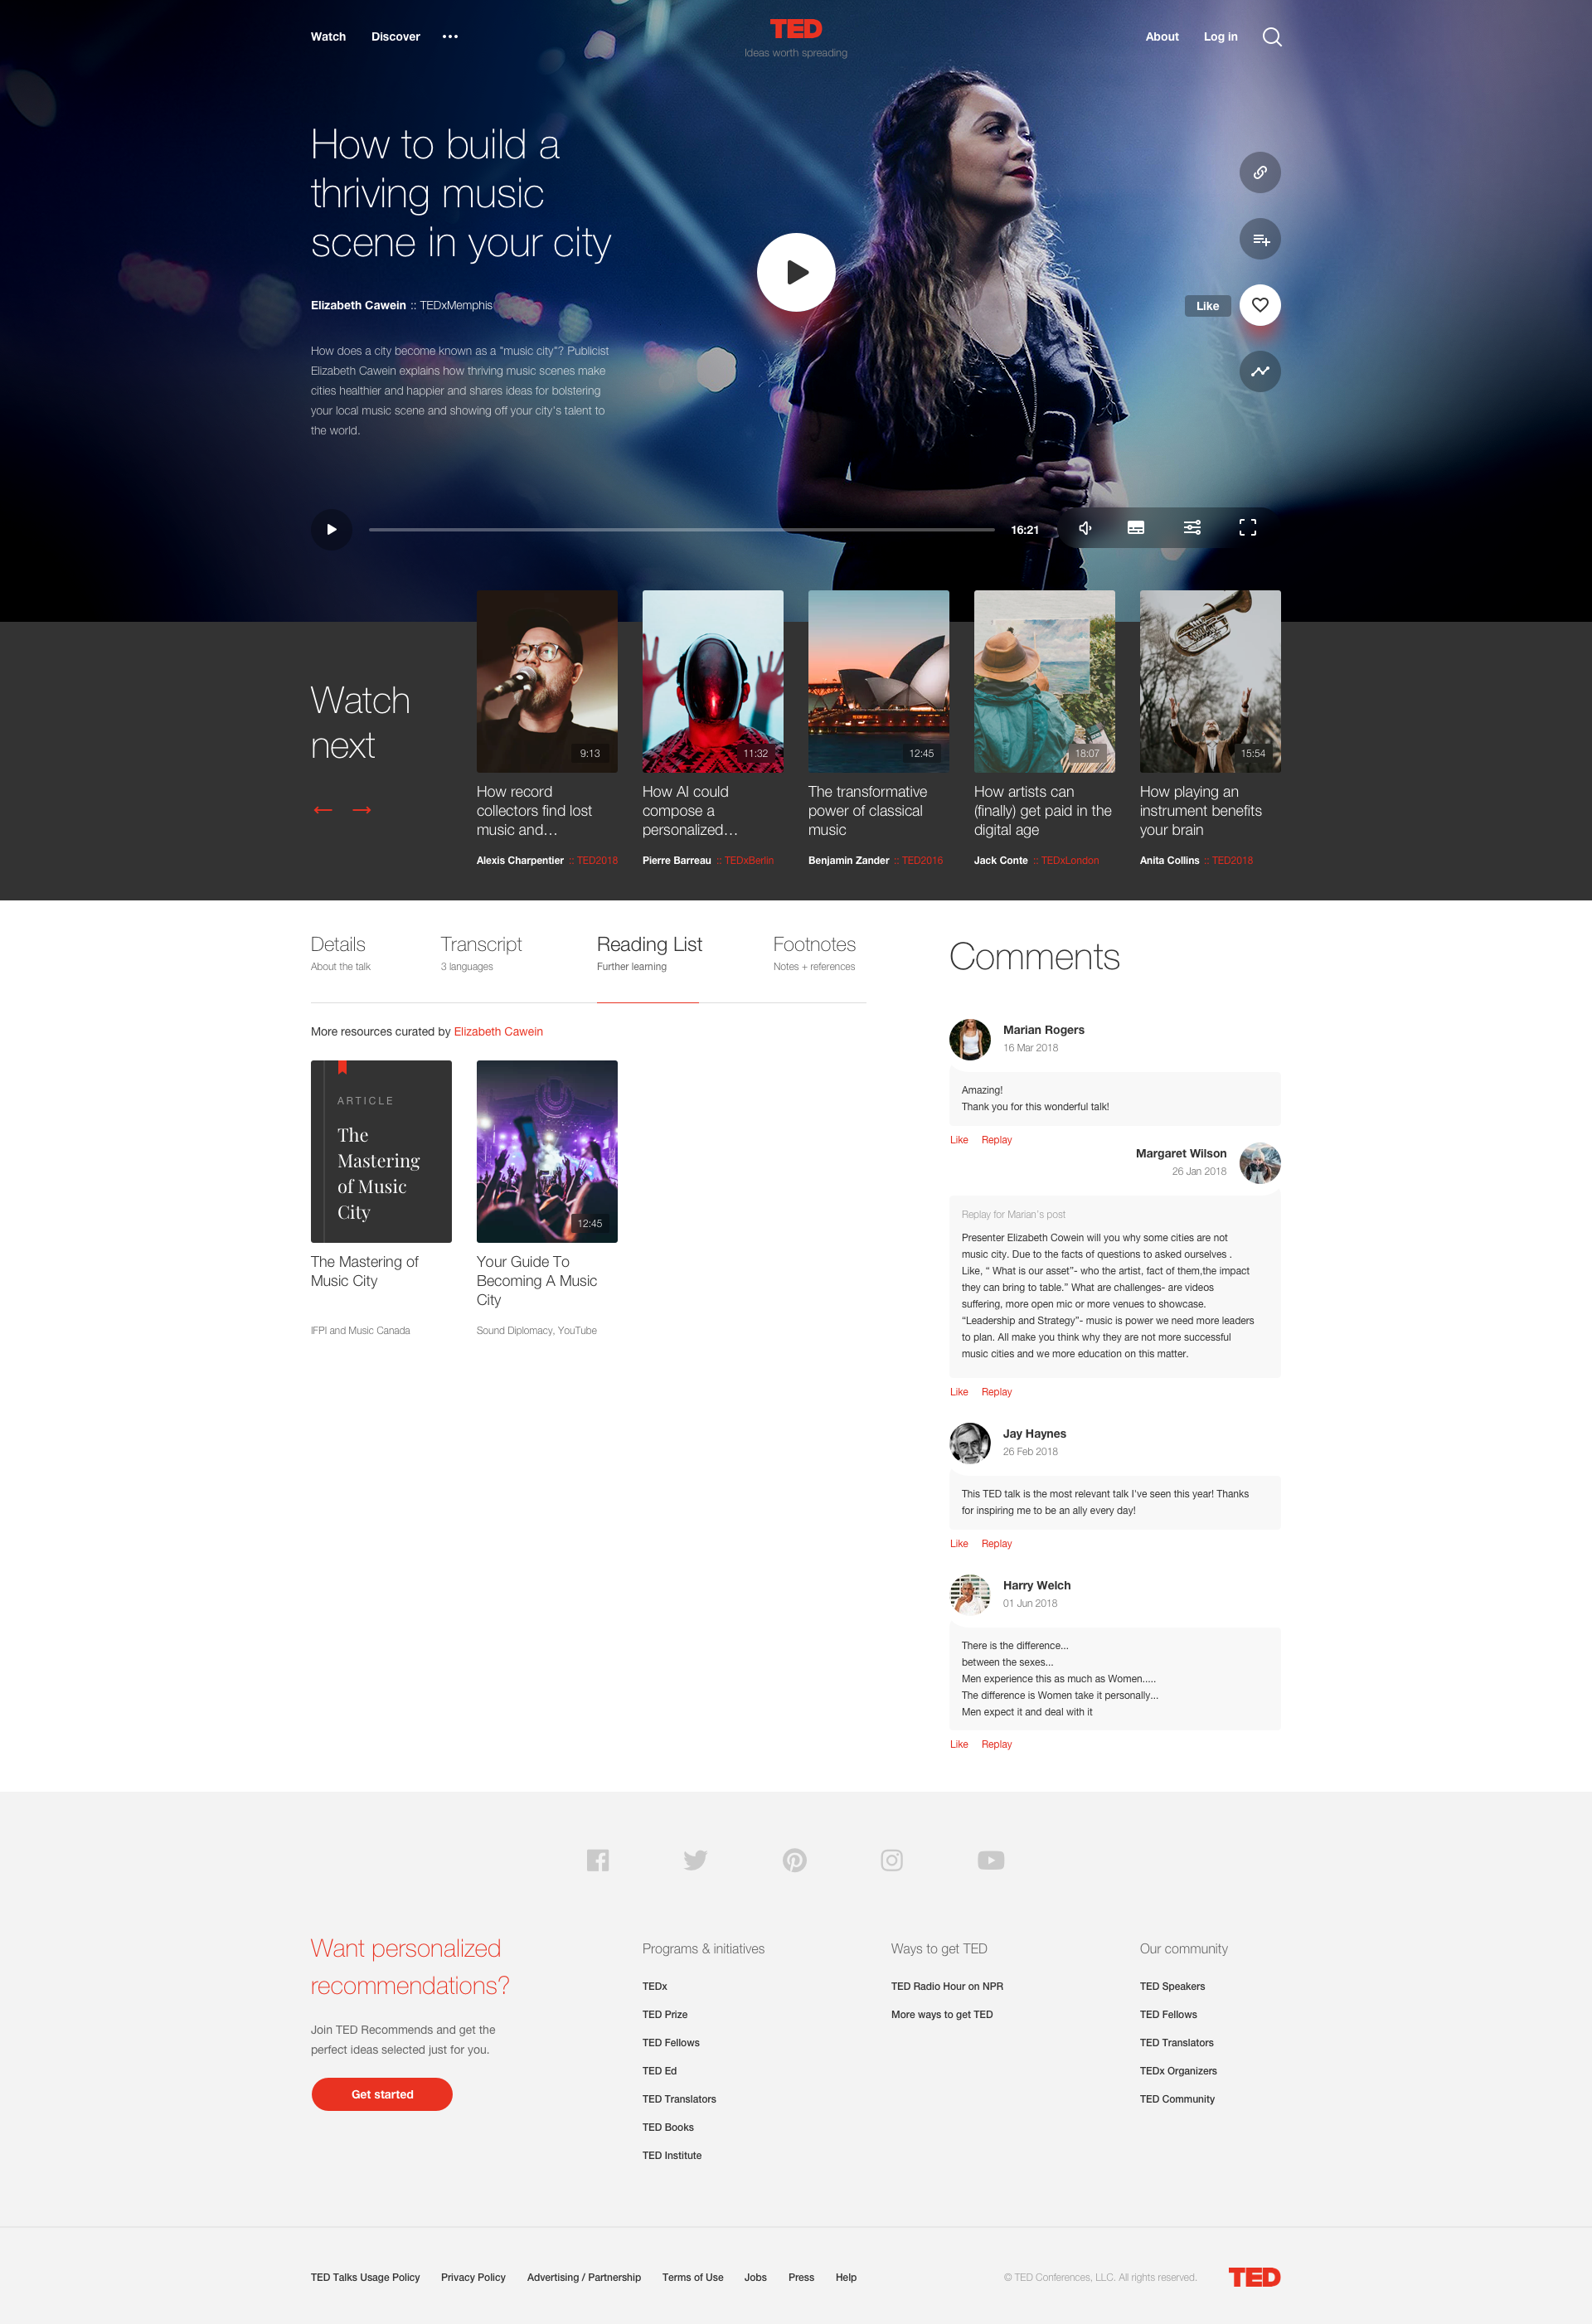 Watch
Discover
TED
Ideas worth spreading
About
Log in
How to build a
thriving music
scene in your city
Elizabeth Cawein :: TEDxMemphis
Like
How does a city become known as a "music city"? Publicist
Elizabeth Cawein explains how thriving music scenes make
cities healthier and happier and shares ideas for bolstering
your local music scene and showing off your city's talent to
the world.
16:21
Watch
next
9:13
How record
collectors find lost
music and…
Alexis Charpentier :: TED2018
11:32
How AI could
compose a
personalized…
Pierre Barreau :: TEDxBerlin
12:45
The transformative
power of classical
music
Benjamin Zander :: TED2016
18:07
How artists can
(finally) get paid in the
digital age
Jack Conte :: TEDxLondon
15:54
How playing an
instrument benefits
your brain
Anita Collins :: TED2018
Details
About the talk
Transcript
3 languages
Reading List
Further learning
Footnotes
Notes + references
More resources curated by Elizabeth Cawein
ARTICLE
The
Mastering
of Music
City
The Mastering of
Music City
IFPI and Music Canada
12:45
Your Guide To
Becoming A Music
City
Sound Diplomacy, YouTube
Comments
Marian Rogers
16 Mar 2018
Amazing!
Thank you for this wonderful talk!
Like Replay
Margaret Wilson
26 Jan 2018
Replay for Marian's post
Presenter Elizabeth Cowein will you why some cities are not
music city. Due to the facts of questions to asked ourselves .
Like, “ What is our asset”- who the artist, fact of them,the impact
they can bring to table.” What are challenges- are videos
suffering, more open mic or more venues to showcase.
“Leadership and Strategy”- music is power we need more leaders
to plan. All make you think why they are not more successful
music cities and we more education on this matter.
Like Replay
Jay Haynes
26 Feb 2018
This TED talk is the most relevant talk I've seen this year! Thanks
for inspiring me to be an ally every day!
Like Replay
Harry Welch
01 Jun 2018
There is the difference...
between the sexes...
Men experience this as much as Women.....
The difference is Women take it personally...
Men expect it and deal with it
Like Replay
Want personalized
recommendations?
Join TED Recommends and get the
perfect ideas selected just for you.
Get started
Programs & initiatives
TEDx
TED Prize
TED Fellows
TED Ed
TED Translators
TED Books
TED Institute
Ways to get TED
TED Radio Hour on NPR
More ways to get TED
Our community
TED Speakers
TED Fellows
TED Translators
TEDx Organizers
TED Community
TED Talks Usage Policy
Privacy Policy
Advertising / Partnership
Terms of Use
Jobs
Press
Help
© TED Conferences, LLC. All rights reserved.
TED